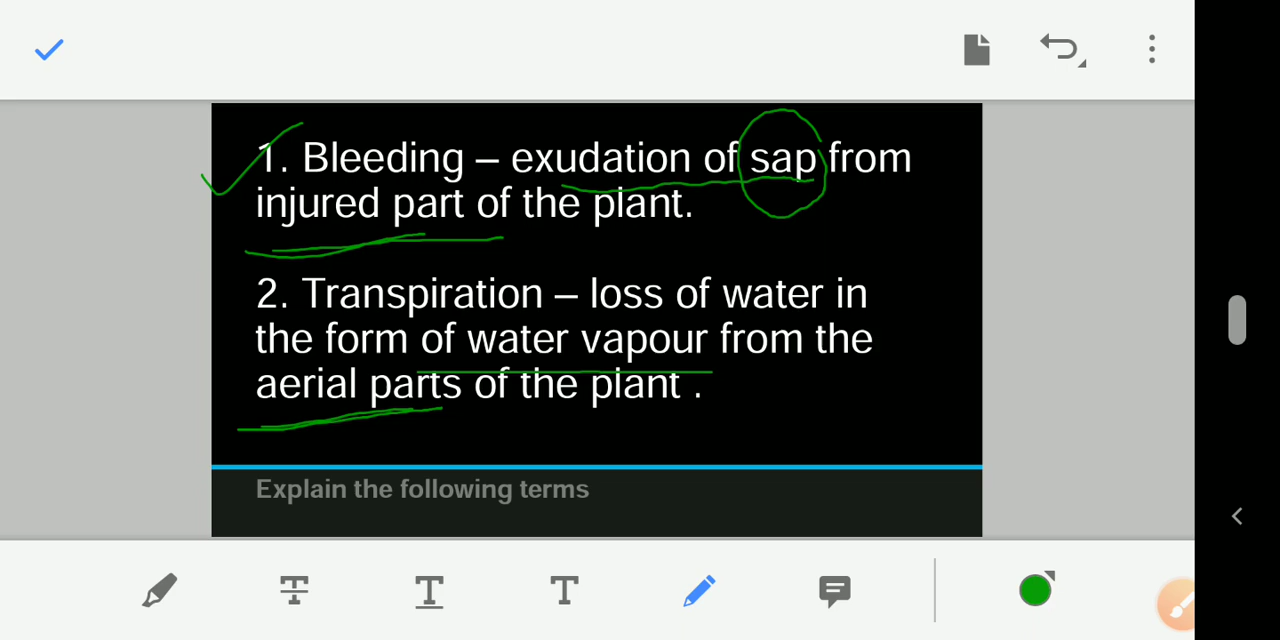 1. Bleeding – exudation of sap from
injured part of the plant.
2. Transpiration – loss of water in
the form of water vapour from the
aerial parts of the plant .
Explain the following terms